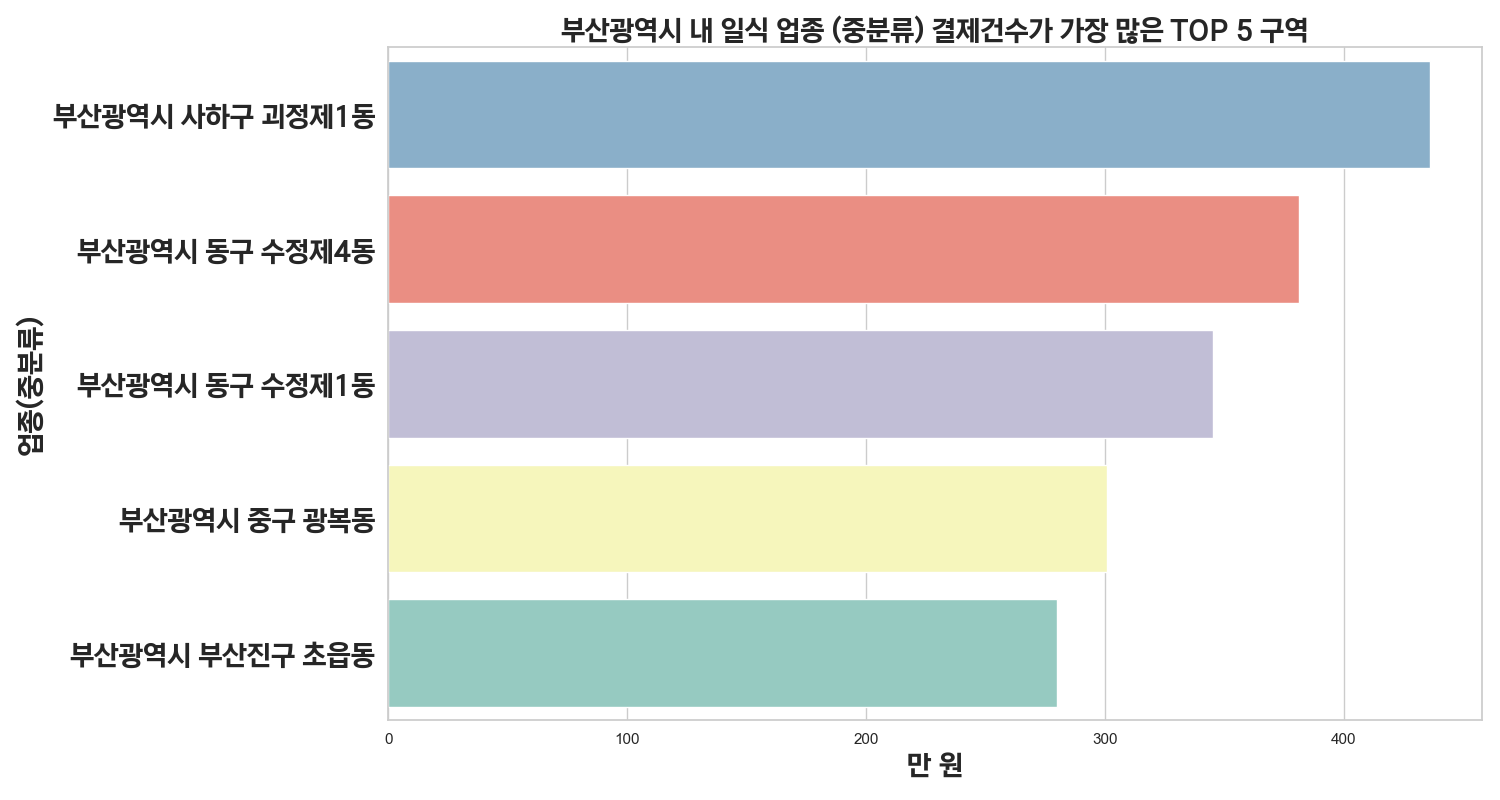 부산광역시 내 일식 업종 (중분류) 결제건수가 가장 많은 TOP 5 구역
업종(중분류)
부산광역시 사하구 괴정제1동
부산광역시 동구 수정제4동
부산광역시 동구 수정제1동
부산광역시 중구 광복동
부산광역시 부산진구 초읍동
0 100 200 300 400
만 원